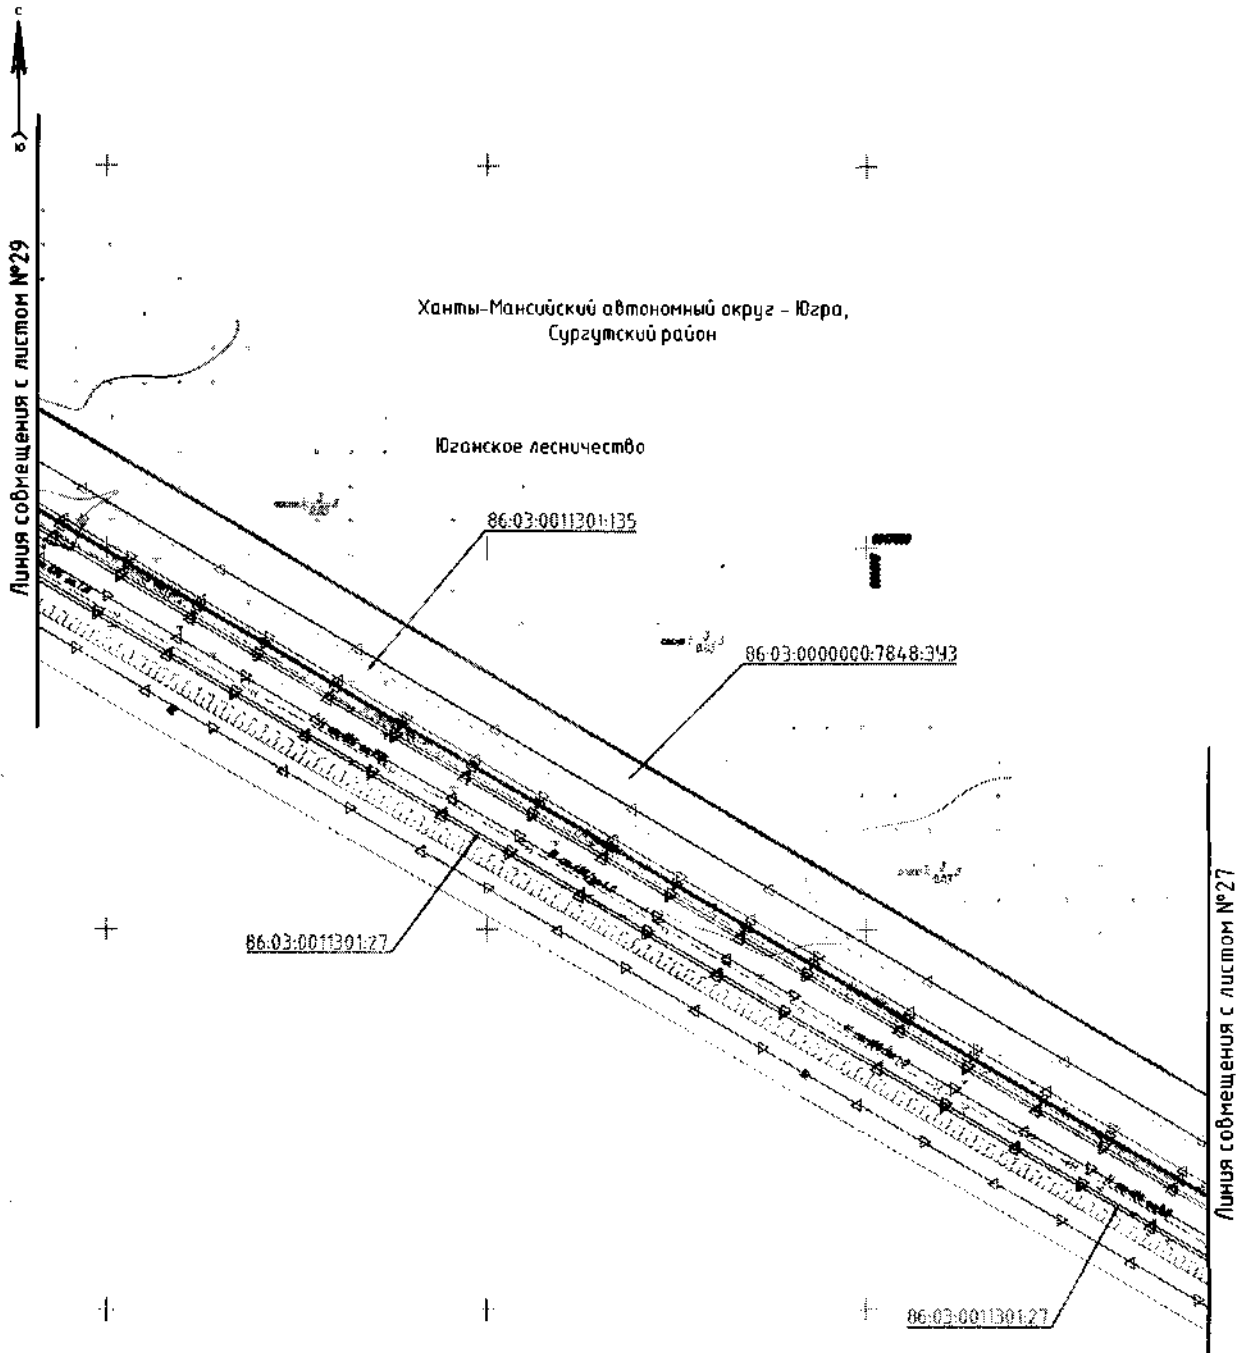 с
ю
Линия совмещения с листом №29
Ханты-Мансийский автономный округ - Югра,
Сургутский район
Юганское лесничество
86:03:0011301:135
86:03:0000000:7848:ЗУ3
86:03:0011301:27
86:03:0011301:27
Линия совмещения с листом №27